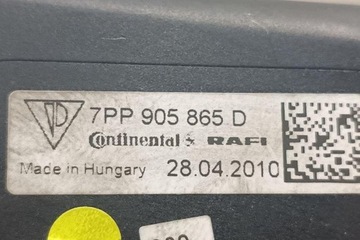 7PP 905 865 D
Continental RAFI
Made in Hungary 28.04.2010